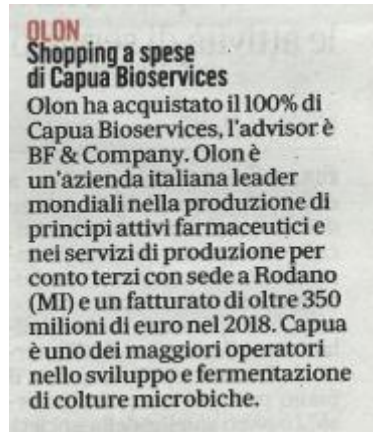 OLON
Shopping a spese
di Capua Bioservices
Olon ha acquistato il 100% di
Capua Bioservices, l'advisor è
BF & Company. Olon è
un'azienda italiana leader
mondiali nella produzione di
principi attivi farmaceutici e
nei servizi di produzione per
conto terzi con sede a Rodano
(MI) e un fatturato di oltre 350
milioni di euro nel 2018. Capua
è uno dei maggiori operatori
nello sviluppo e fermentazione
di colture microbiche.